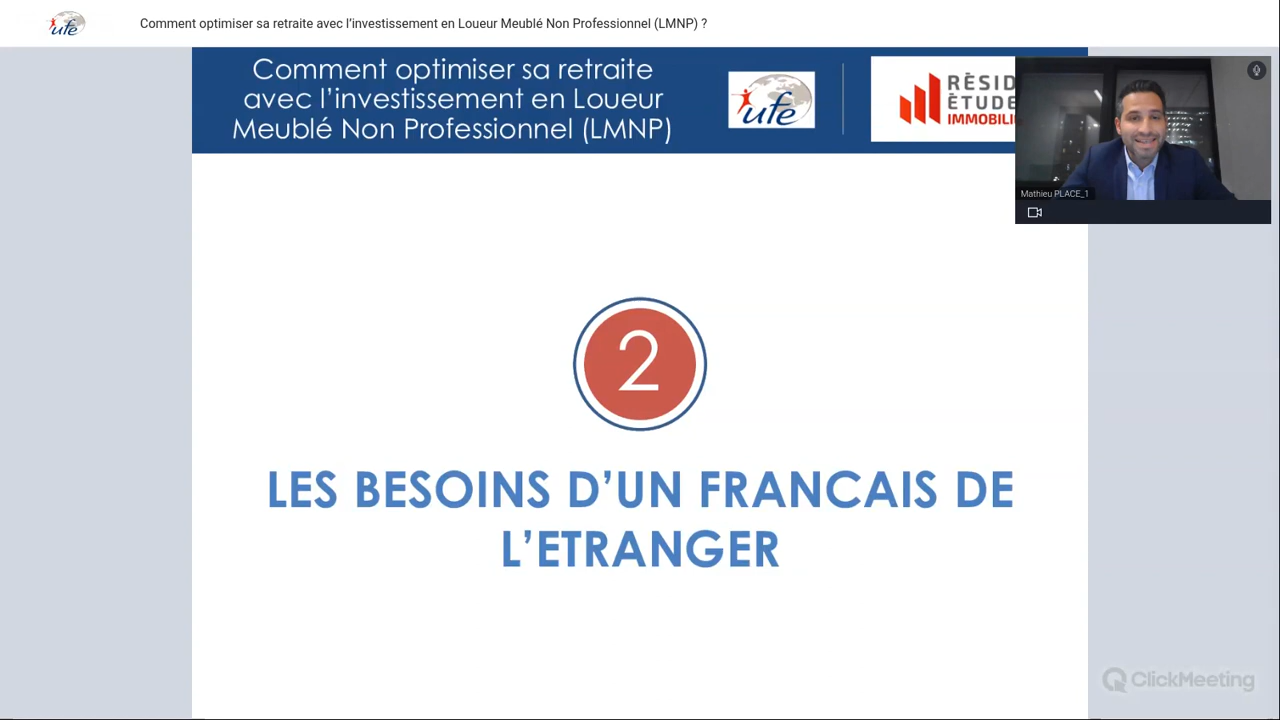 ufe
Comment optimiser sa retraite avec l’investissement en Loueur Meublé Non Professionnel (LMNP) ?
Comment optimiser sa retraite
avec l’investissement en Loueur
Meublé Non Professionnel (LMNP)
ufe
RÉSID
ÉTUDE
IMMOBILI
Mathieu PLACE_1
2
LES BESOINS D’UN FRANCAIS DE
L’ETRANGER
ClickMeeting